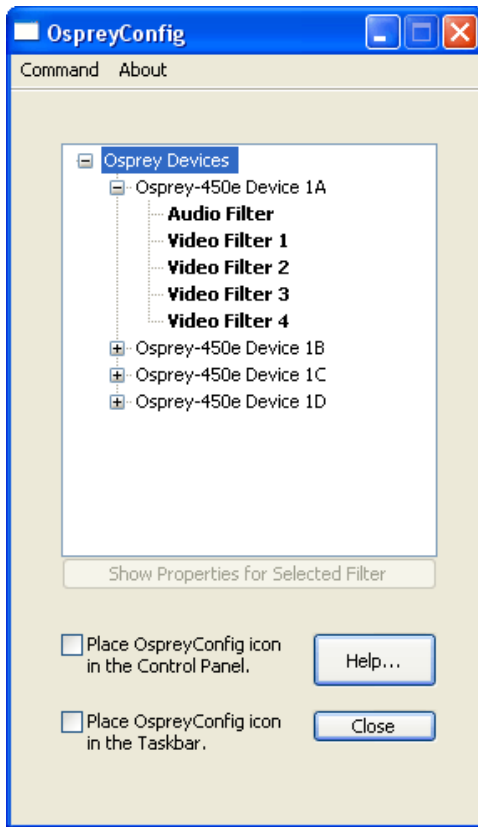 OspreyConfig
Command About
Osprey Devices
Osprey-450e Device 1A
Audio Filter
Video Filter 1
Video Filter 2
Video Filter 3
Video Filter 4
Osprey-450e Device 1B
Osprey-450e Device 1C
Osprey-450e Device 1D
Show Properties for Selected Filter
Place OspreyConfig icon
in the Control Panel.
Help...
Place OspreyConfig icon
in the Taskbar.
Close